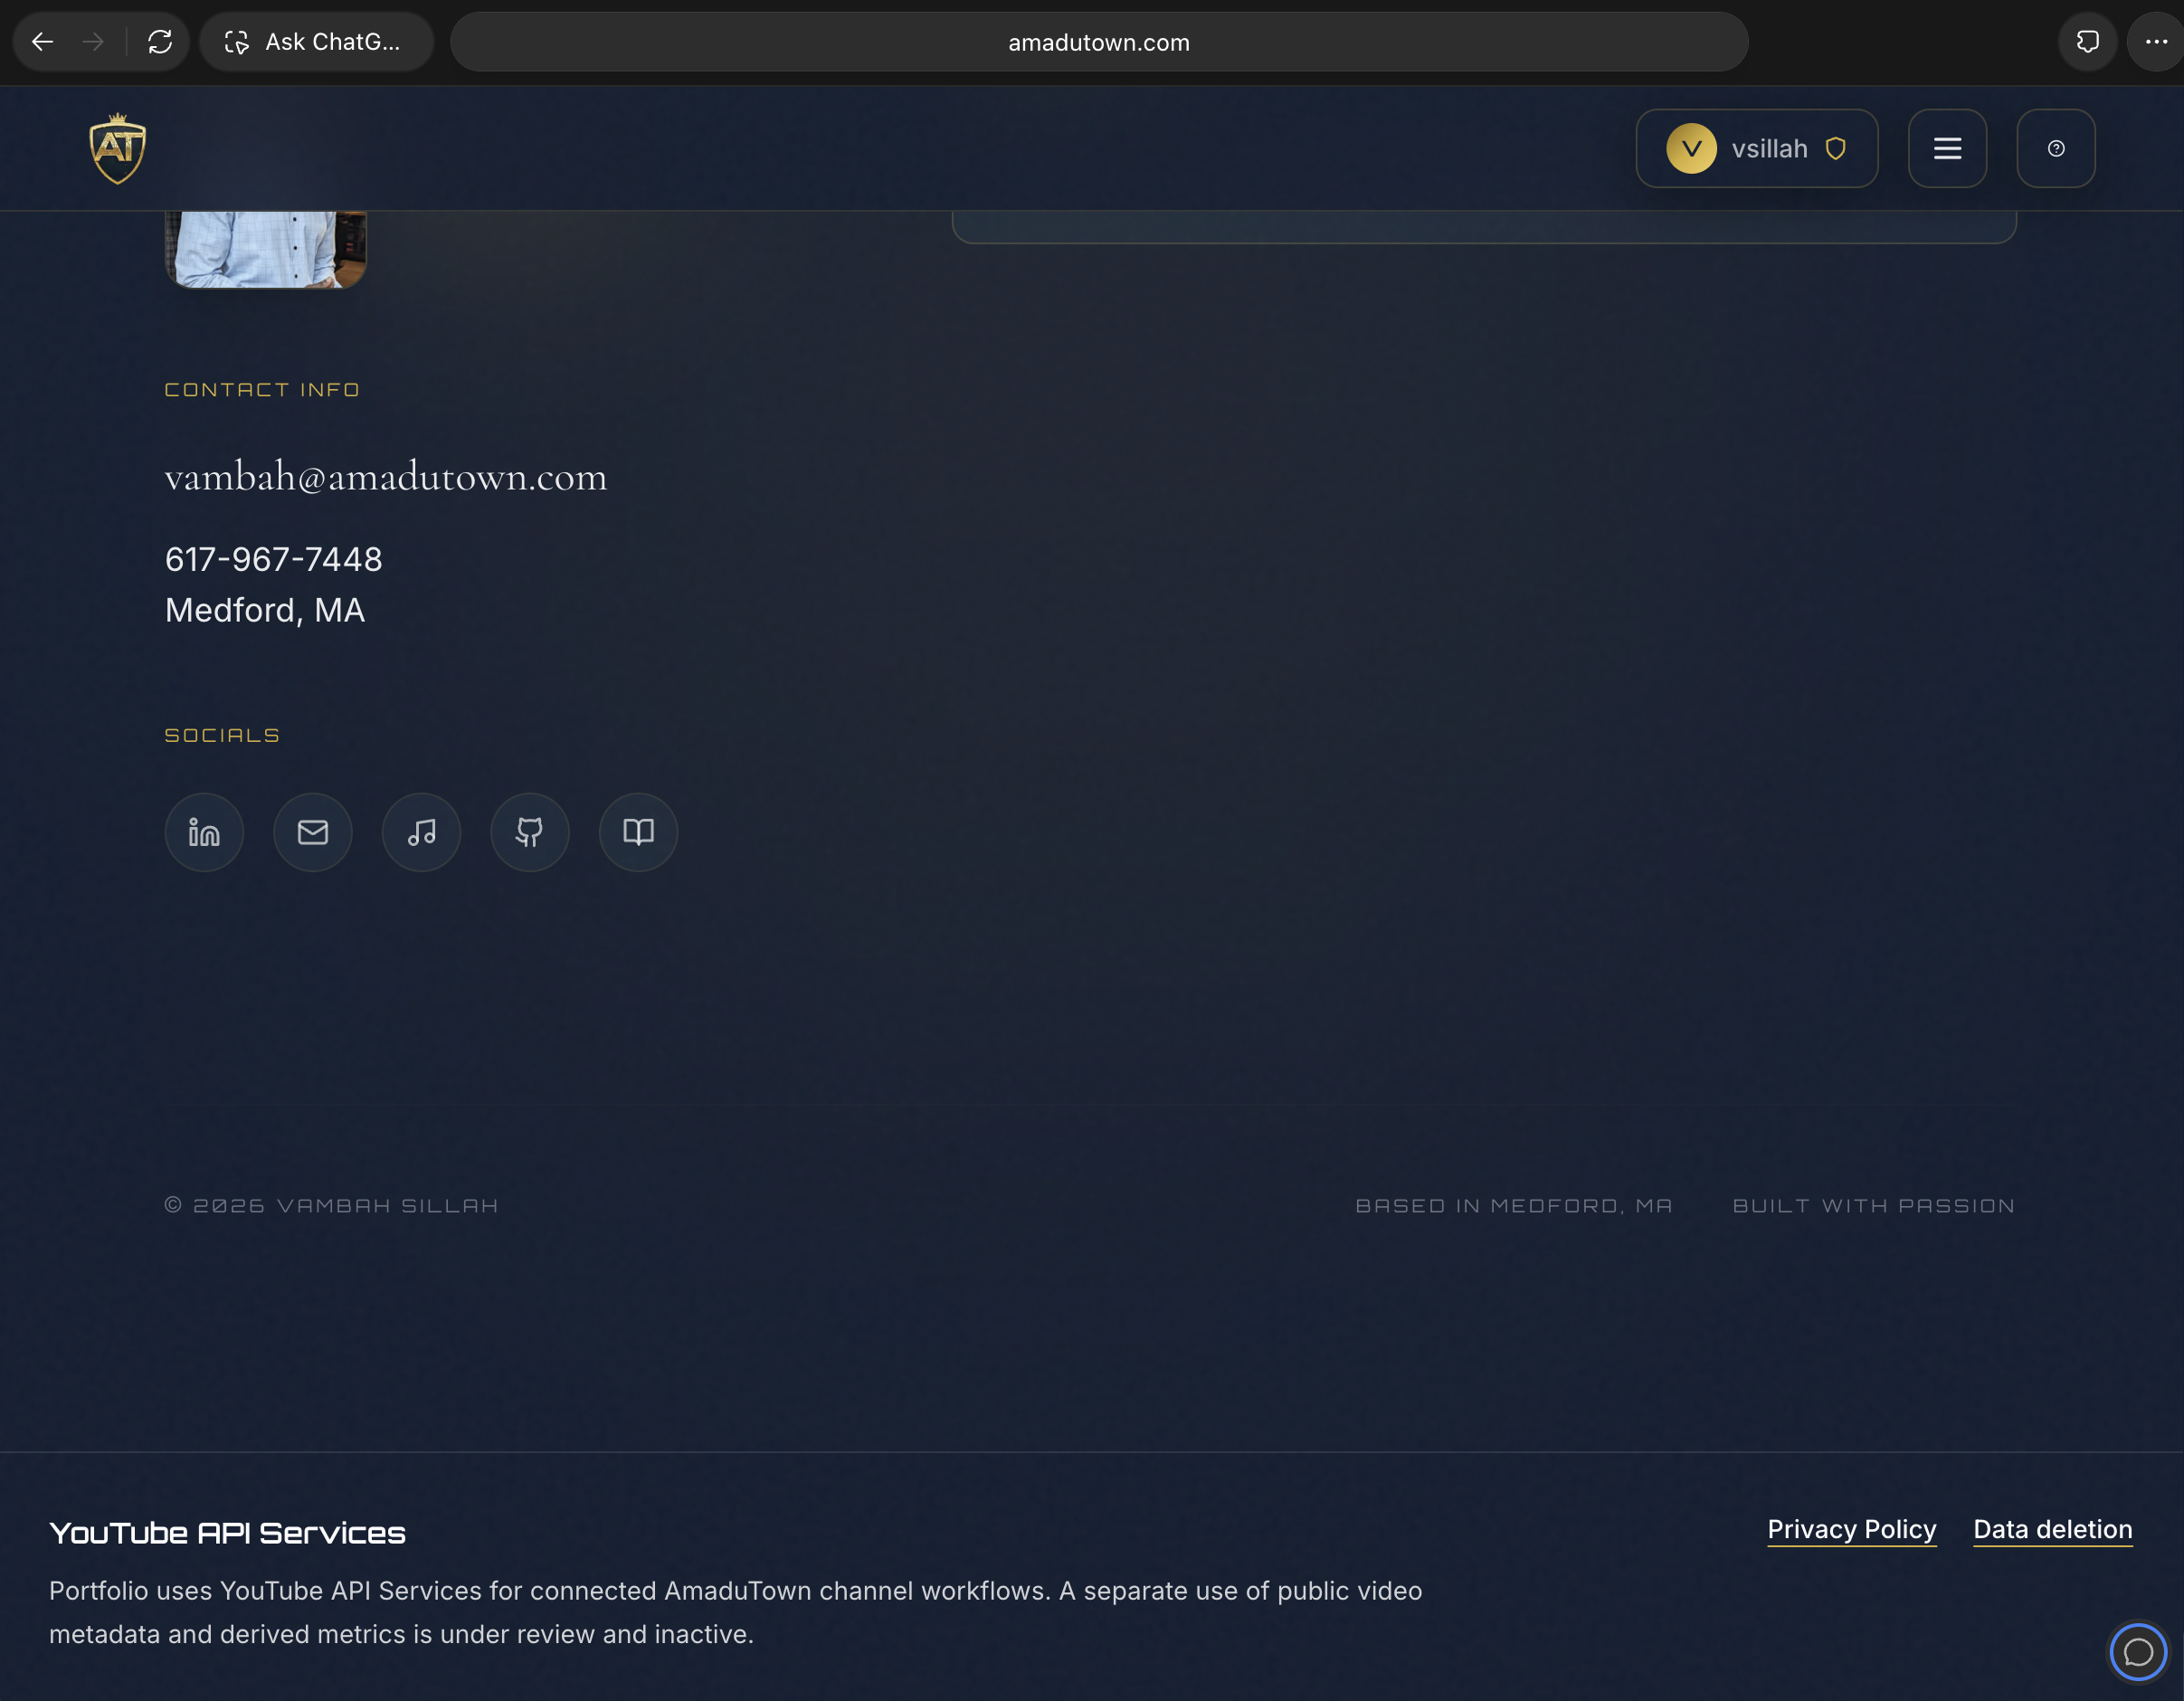 Ask ChatG...
amadutown.com
AT
V vsillah
CONTACT INFO
vambah@amadutown.com
617-967-7448
Medford, MA
SOCIALS
in
© 2026 VAMBAH SILLAH
BASED IN MEDFORD, MA
BUILT WITH PASSION
YouTube API Services
Privacy Policy
Data deletion
Portfolio uses YouTube API Services for connected AmaduTown channel workflows. A separate use of public video
metadata and derived metrics is under review and inactive.